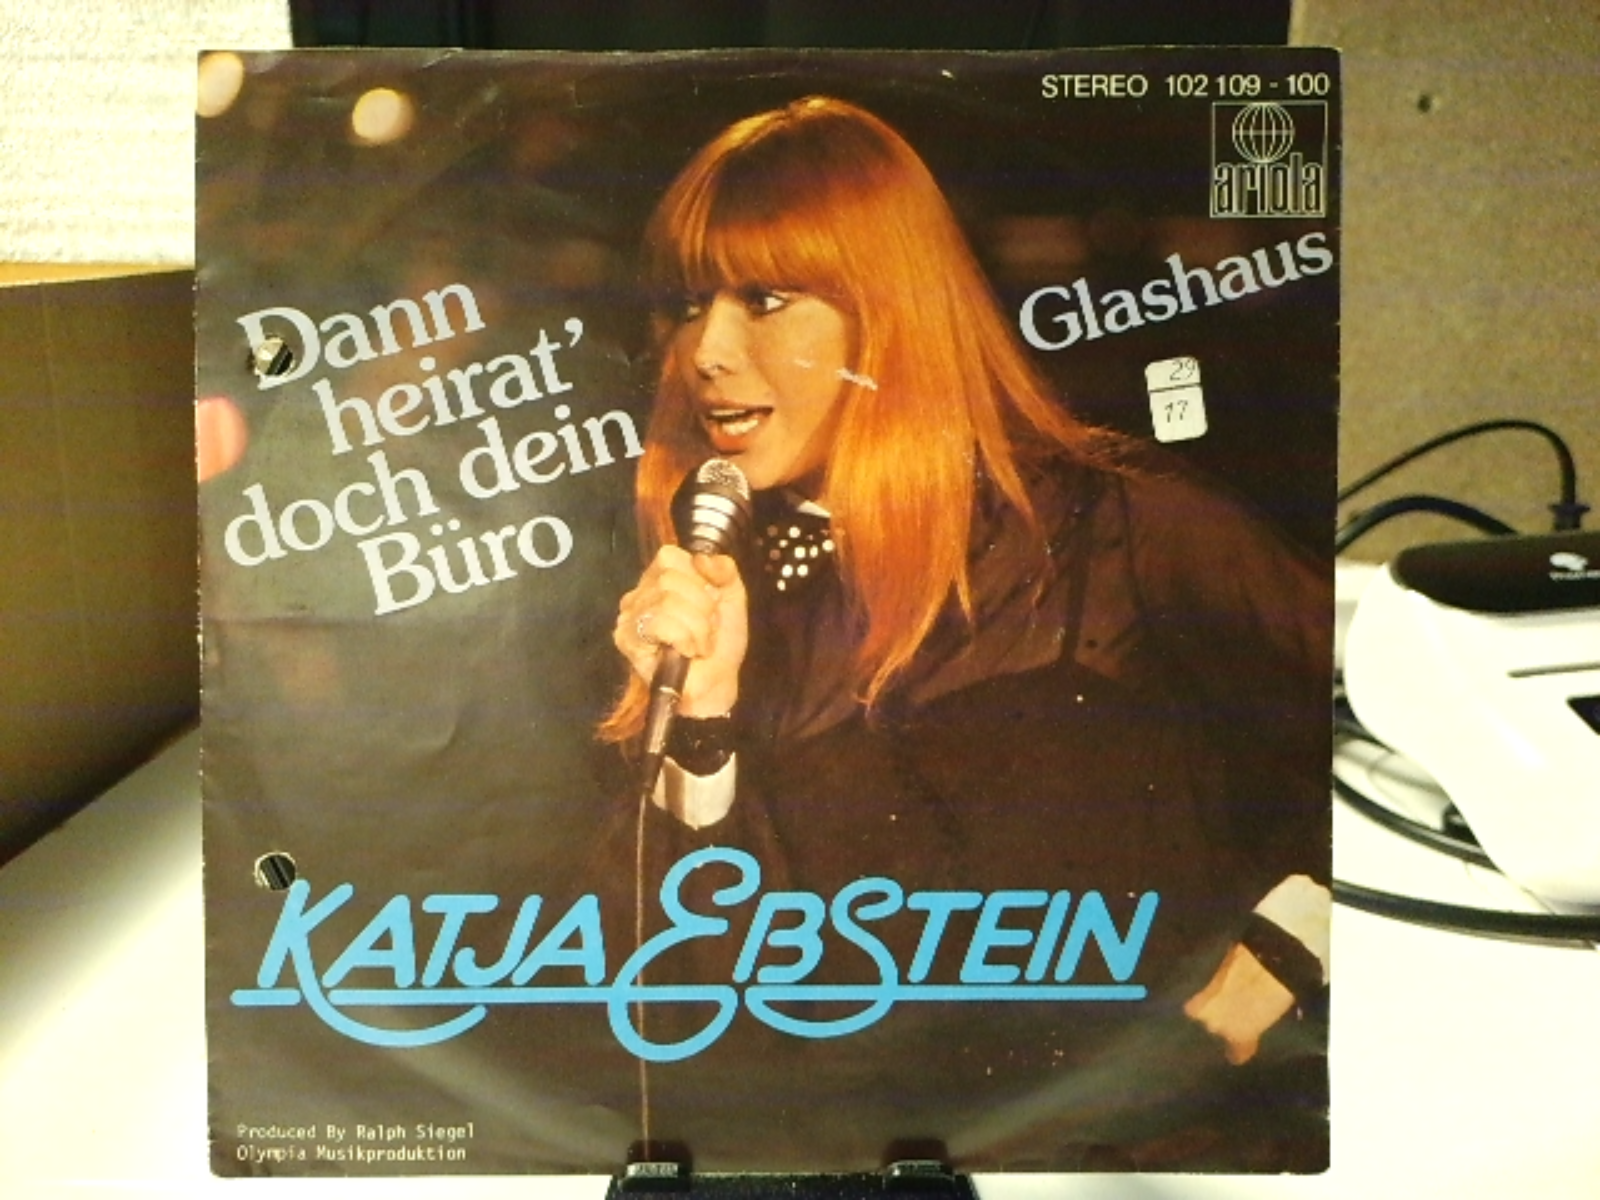 STEREO 102 109 - 100
ariola
Glashaus
Dann
heirat'
doch dein
Büro
29
17
KATJA EBSTEIN
Produced By Ralph Siegel
Olympia Musikproduktion